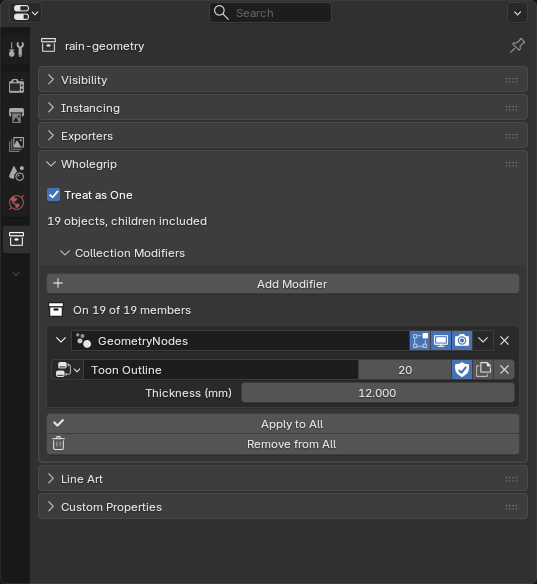 Search
rain-geometry
Visibility
Instancing
Exporters
Wholegrip
Treat as One
19 objects, children included
Collection Modifiers
Add Modifier
On 19 of 19 members
GeometryNodes
Toon Outline 20
Thickness (mm) 12.000
Apply to All
Remove from All
Line Art
Custom Properties